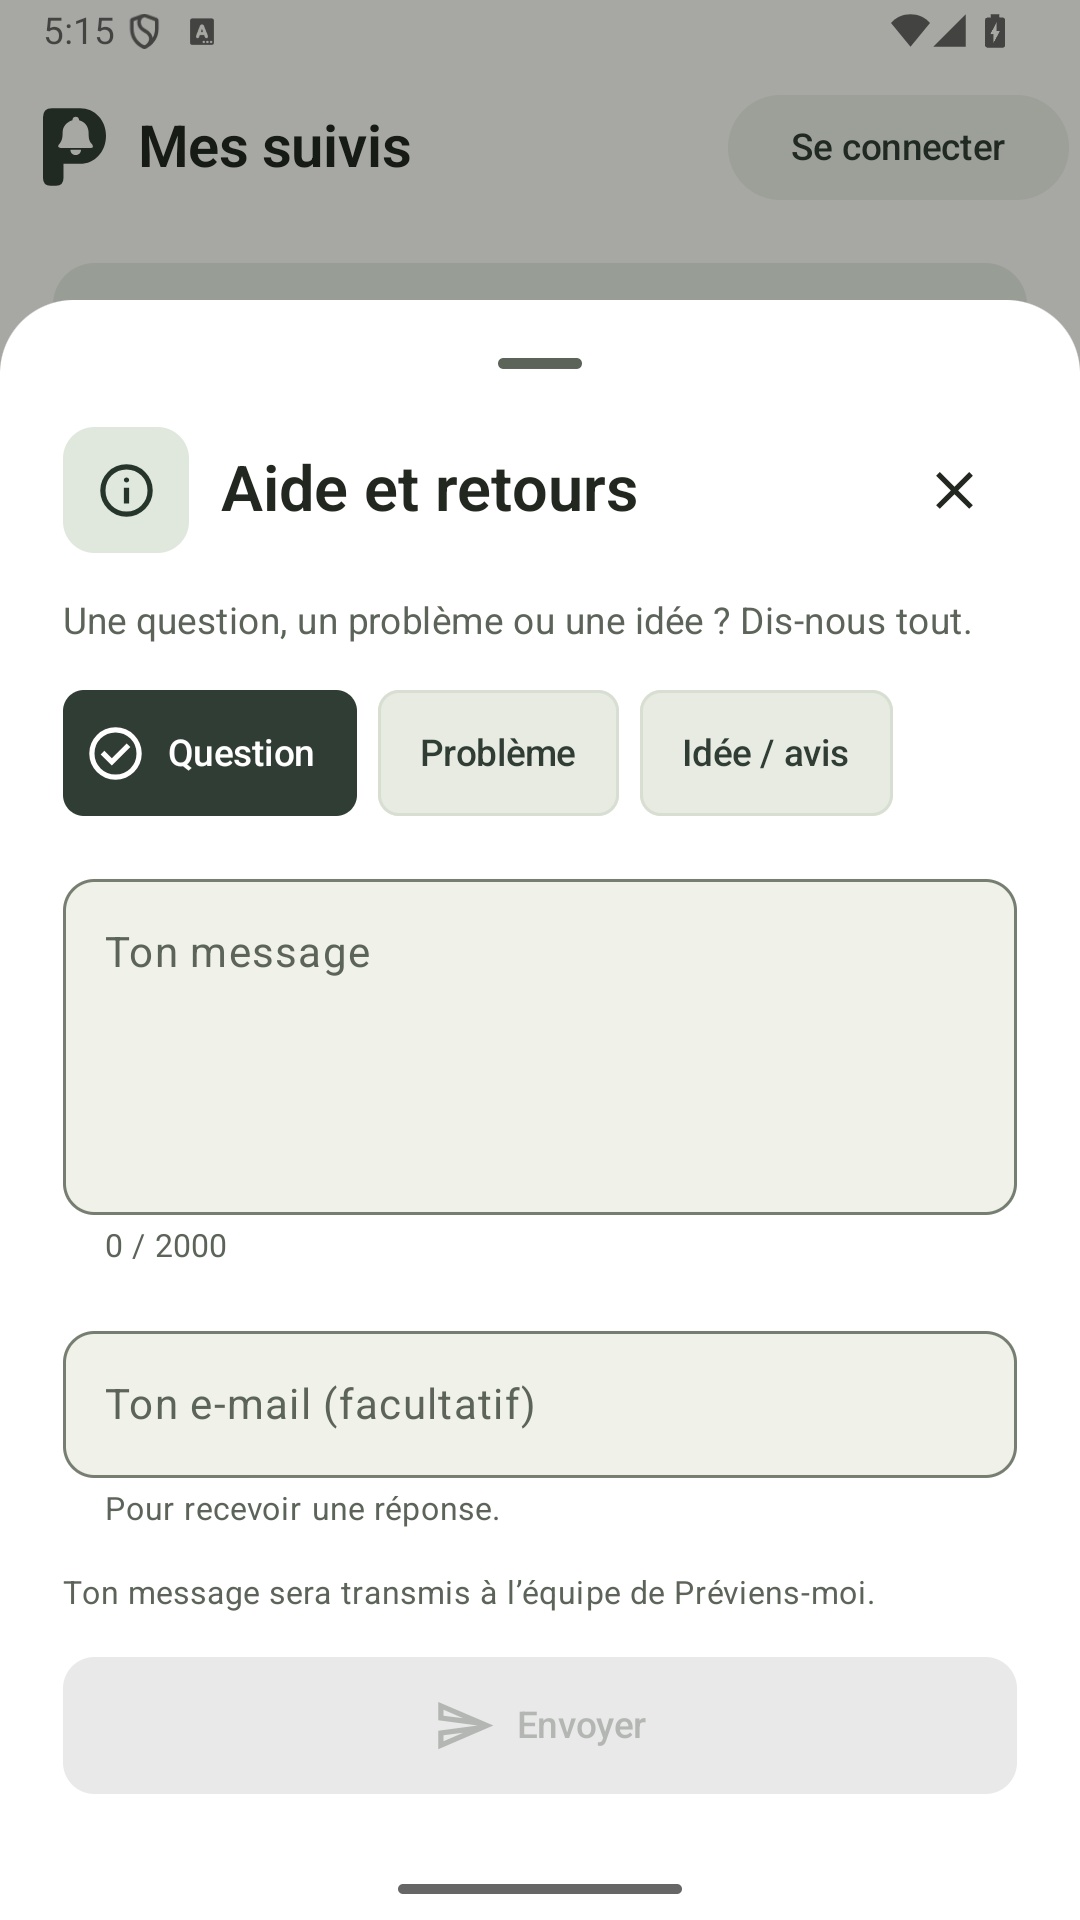 5:15
Mes suivis
Se connecter
Aide et retours
Une question, un problème ou une idée ? Dis-nous tout.
Question
Problème
Idée / avis
Ton message
0 / 2000
Ton e-mail (facultatif)
Pour recevoir une réponse.
Ton message sera transmis à l’équipe de Préviens-moi.
Envoyer